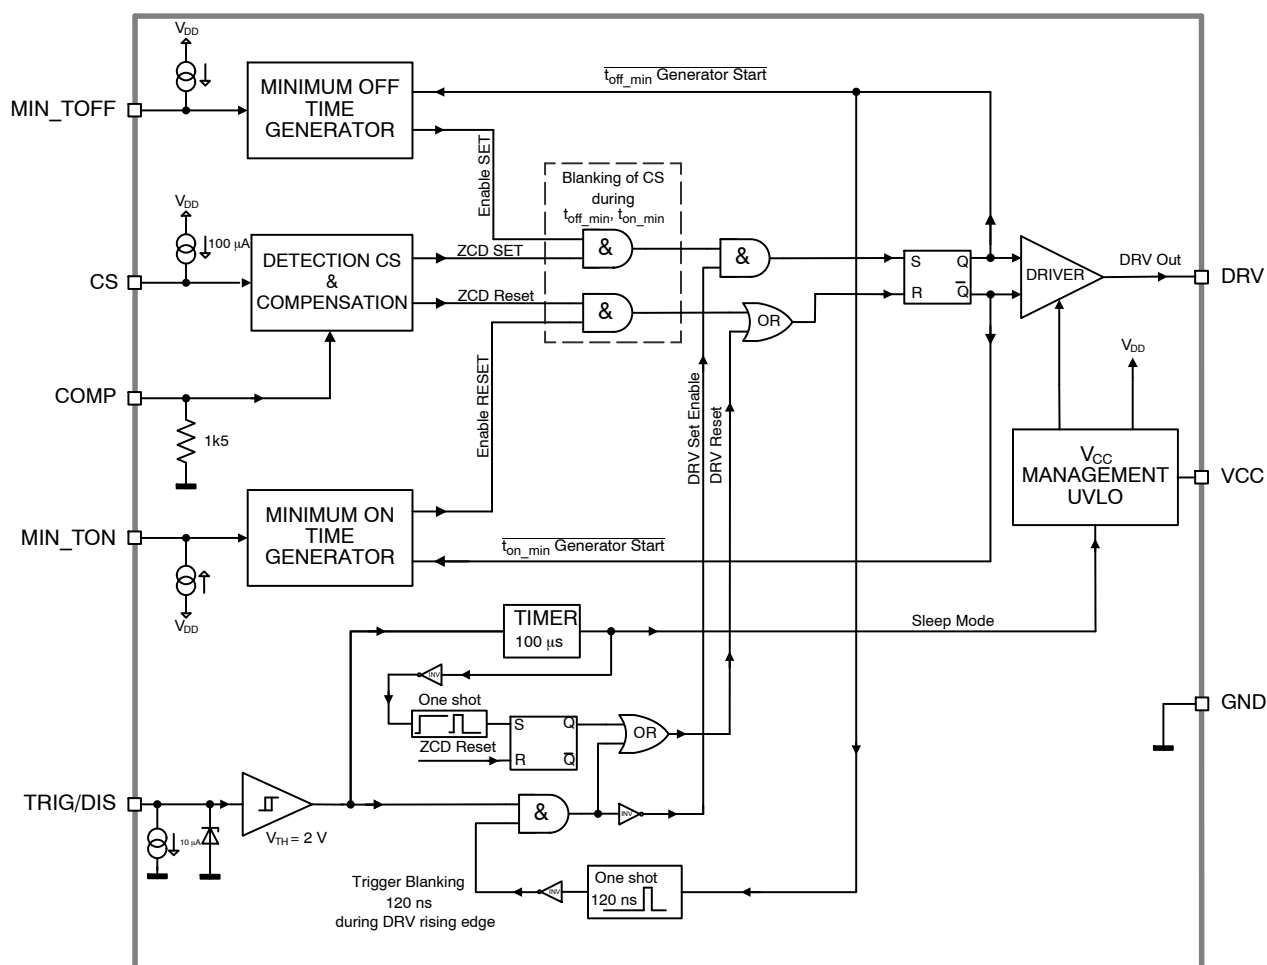 VDD
MIN_TOFF
MINIMUM OFF
TIME
GENERATOR
toff_min Generator Start
Enable SET
Blanking of CS
during
toff_min, ton_min
VDD
100 µA
CS
DETECTION CS
&
COMPENSATION
ZCD SET
ZCD Reset
&
&
&
OR
S
Q
R
Q
DRIVER
DRV Out
DRV
COMP
1k5
Enable RESET
DRV Set Enable
DRV Reset
VDD
VCC
MANAGEMENT
UVLO
VCC
MIN_TON
MINIMUM ON
TIME
GENERATOR
ton_min Generator Start
VDD
TIMER
100 µs
Sleep Mode
INV
One shot
ZCD Reset
S
Q
R
Q
OR
GND
TRIG/DIS
10 µA
VTH = 2 V
&
INV
Trigger Blanking
120 ns
during DRV rising edge
INV
One shot
120 ns